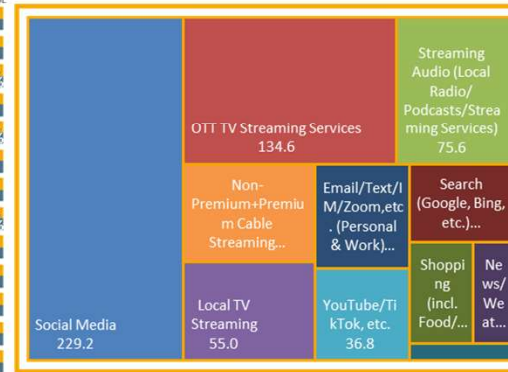 Social Media
229.2
OTT TV Streaming Services
134.6
Streaming
Audio (Local
Radio/
Podcasts/Strea
ming Services)
75.6
Non-
Premium+Premiu
m Cable
Streaming...
Local TV
Streaming
55.0
Email/Text/I
M/Zoom,etc
. (Personal
& Work)...
YouTube/Ti
kTok, etc.
36.8
Search
(Google, Bing,
etc.)...
Shoppi
ng
(incl.
Food/...
Ne
ws/
We
at...